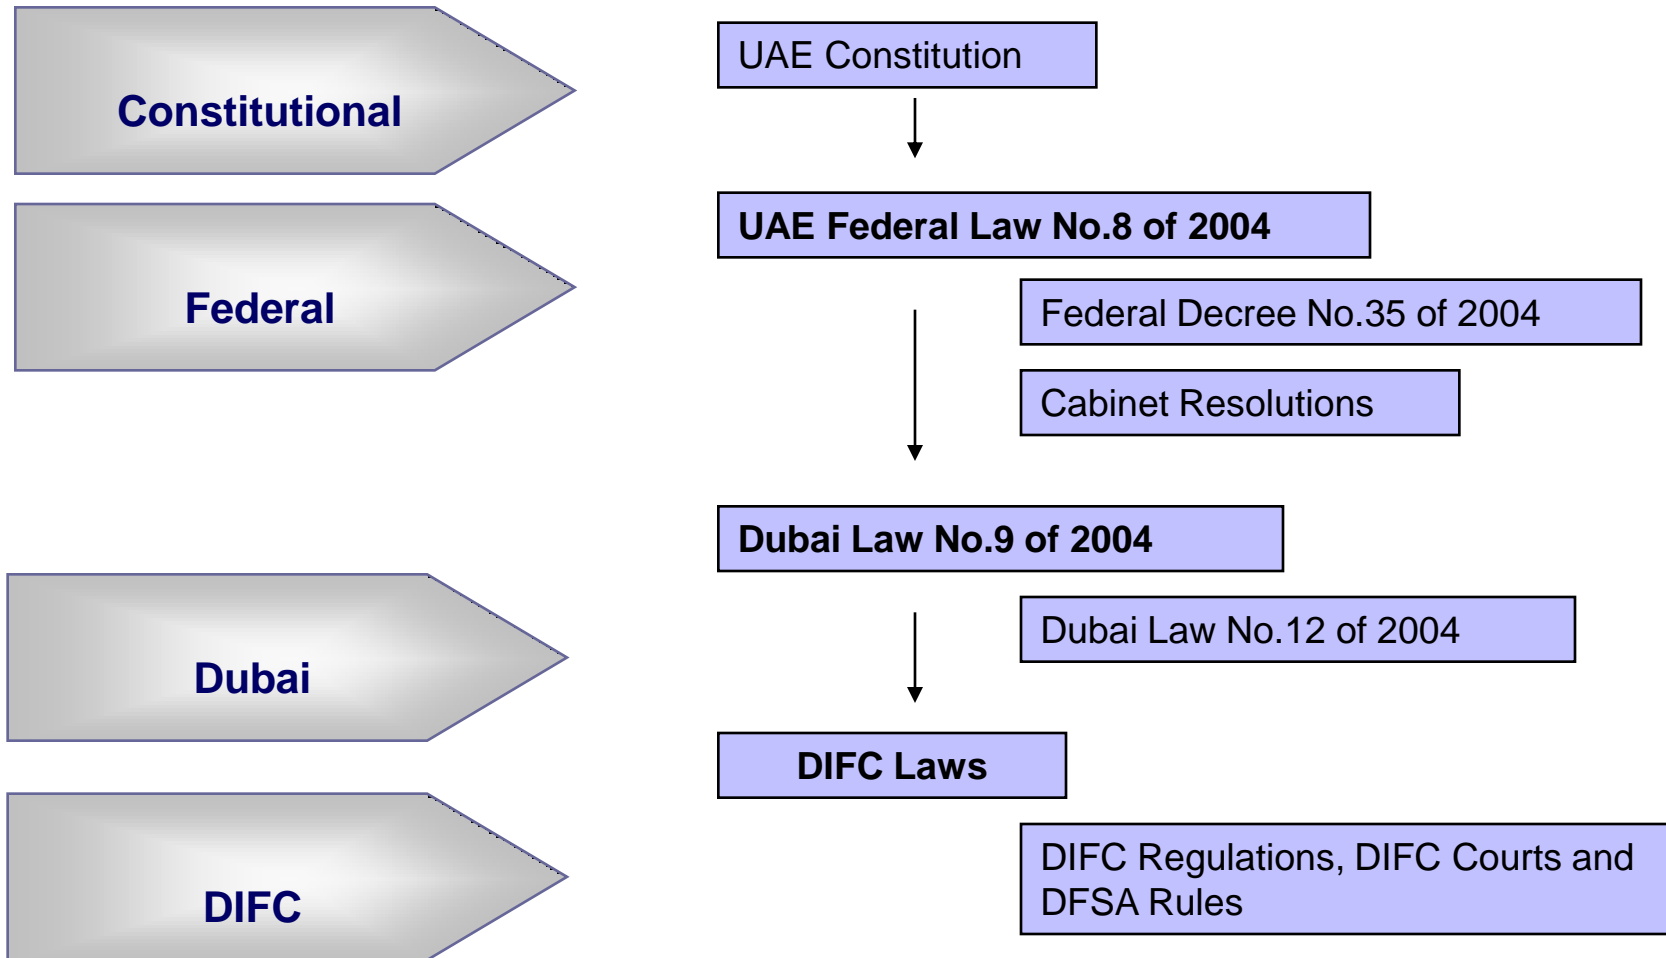 Constitutional
UAE Constitution
Federal
UAE Federal Law No.8 of 2004
Federal Decree No.35 of 2004
Cabinet Resolutions
Dubai
Dubai Law No.9 of 2004
Dubai Law No.12 of 2004
DIFC
DIFC Laws
DIFC Regulations, DIFC Courts and
DFSA Rules